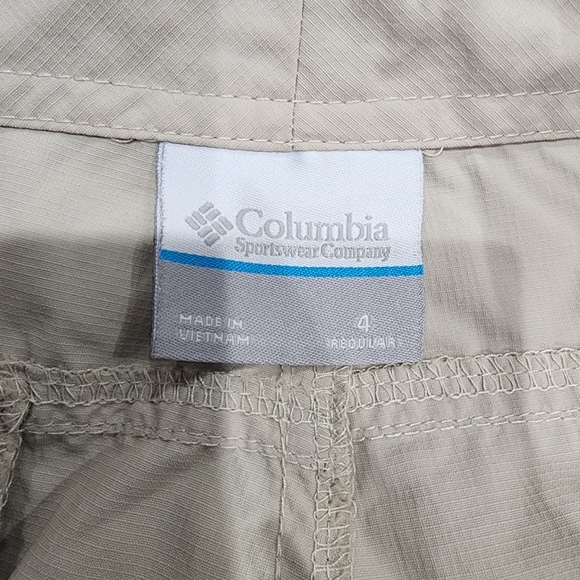 Columbia
Sportswear Company
MADE IN
VIETNAM
4
REGULAR